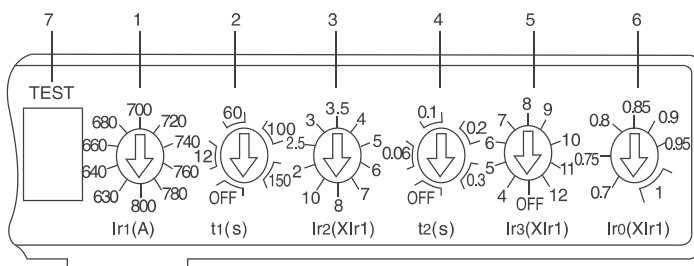 7 1 2 3 4 5 6
TEST
630 640 660 680 700 720 740 760 780 800
Ir1(A)
12 60 100 150 OFF
t1(s)
2 2.5 3 3.5 4 5 6 7 8 10
Ir2(XIr1)
0.06 0.1 0.2 0.3 OFF
t2(s)
4 5 6 7 8 9 10 11 12 OFF
Ir3(XIr1)
0.7 0.75 0.8 0.85 0.9 0.95 1
Ir0(XIr1)